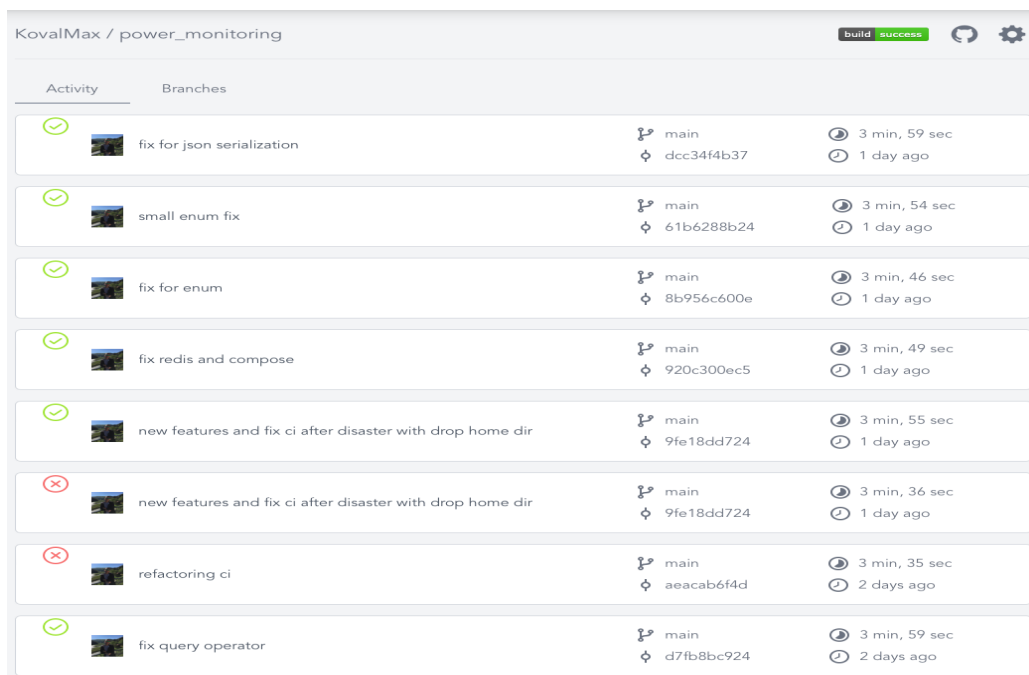 KovalMax / power_monitoring
build success
Activity Branches
fix for json serialization
main
dcc34f4b37
3 min, 59 sec
1 day ago
small enum fix
main
61b6288b24
3 min, 54 sec
1 day ago
fix for enum
main
8b956c600e
3 min, 46 sec
1 day ago
fix redis and compose
main
920c300ec5
3 min, 49 sec
1 day ago
new features and fix ci after disaster with drop home dir
main
9fe18dd724
3 min, 55 sec
1 day ago
new features and fix ci after disaster with drop home dir
main
9fe18dd724
3 min, 36 sec
1 day ago
refactoring ci
main
aeacab6f4d
3 min, 35 sec
2 days ago
fix query operator
main
d7fb8bc924
3 min, 59 sec
2 days ago